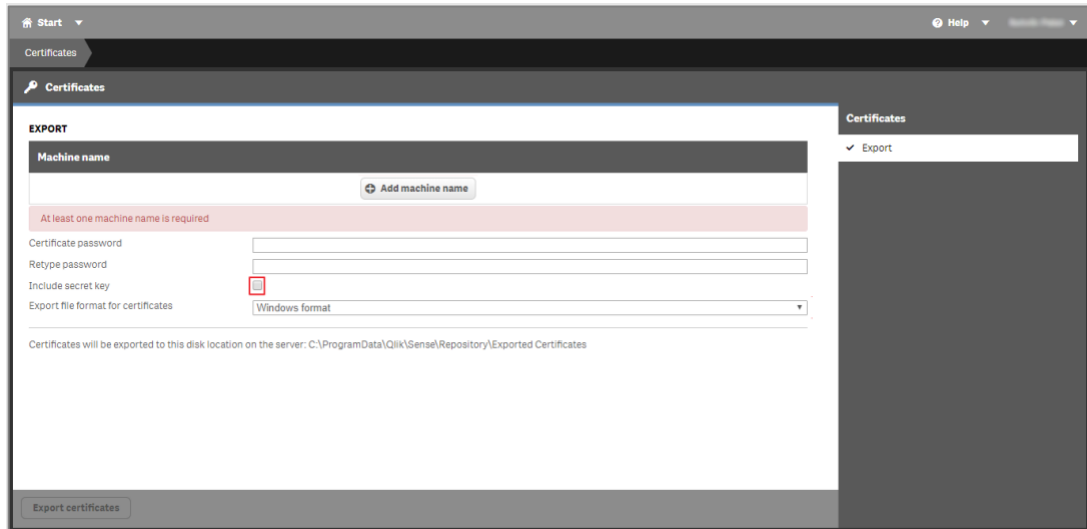 Start
Help
Certificates
Certificates
EXPORT
Machine name
Add machine name
At least one machine name is required
Certificate password
Retype password
Include secret key
Export file format for certificates
Windows format
Certificates will be exported to this disk location on the server: C:\ProgramData\Qlik\Sense\Repository\Exported Certificates
Export certificates
Certificates
Export